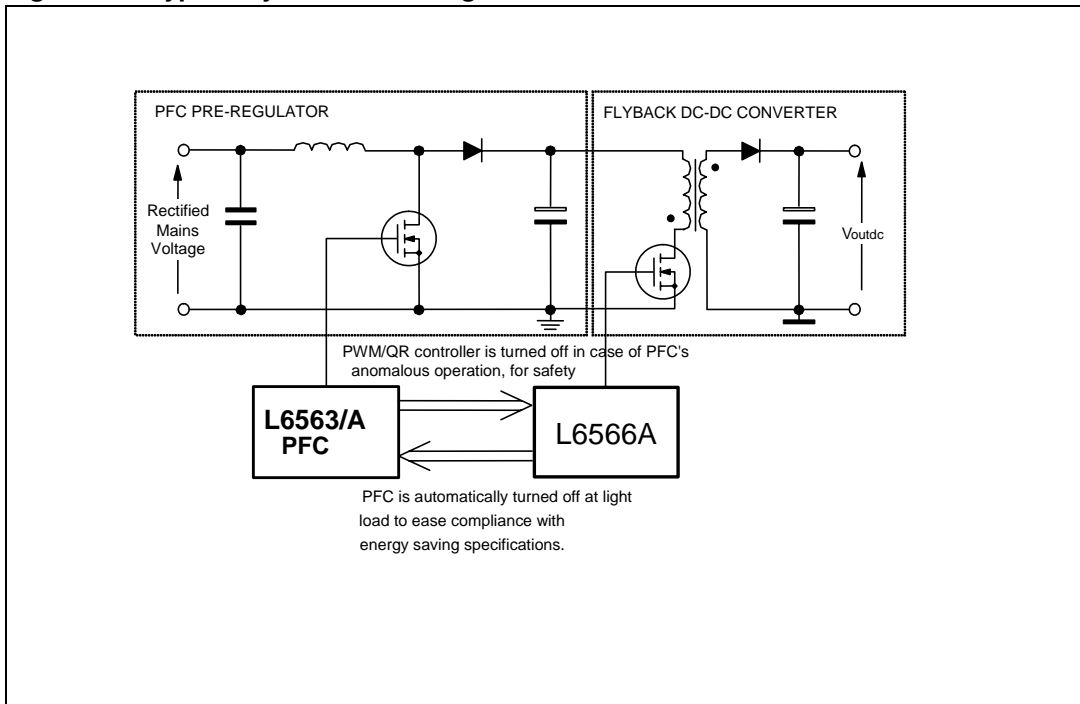 PFC PRE-REGULATOR
FLYBACK DC-DC CONVERTER
Rectified
Mains
Voltage
Voutdc
PWM/QR controller is turned off in case of PFC's
anomalous operation, for safety
L6563/A
PFC
L6566A
PFC is automatically turned off at light
load to ease compliance with
energy saving specifications.